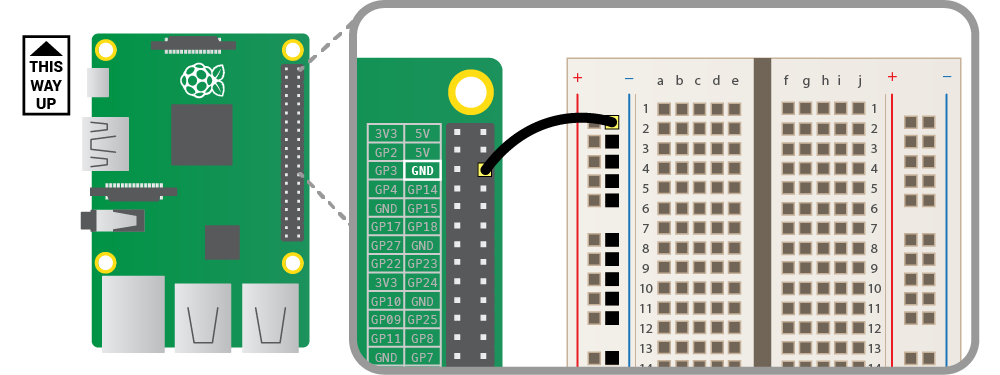 THIS
WAY
UP
3V3 5V
GP2 5V
GP3 GND
GP4 GP14
GND GP15
GP17 GP18
GP27 GND
GP22 GP23
3V3 GP24
GP10 GND
GP09 GP25
GP11 GP8
GND GP7
+ − a b c d e f g h i j + −
1 1
2 2
3 3
4 4
5 5
6 6
7 7
8 8
9 9
10 10
11 11
12 12
13 13
14 14